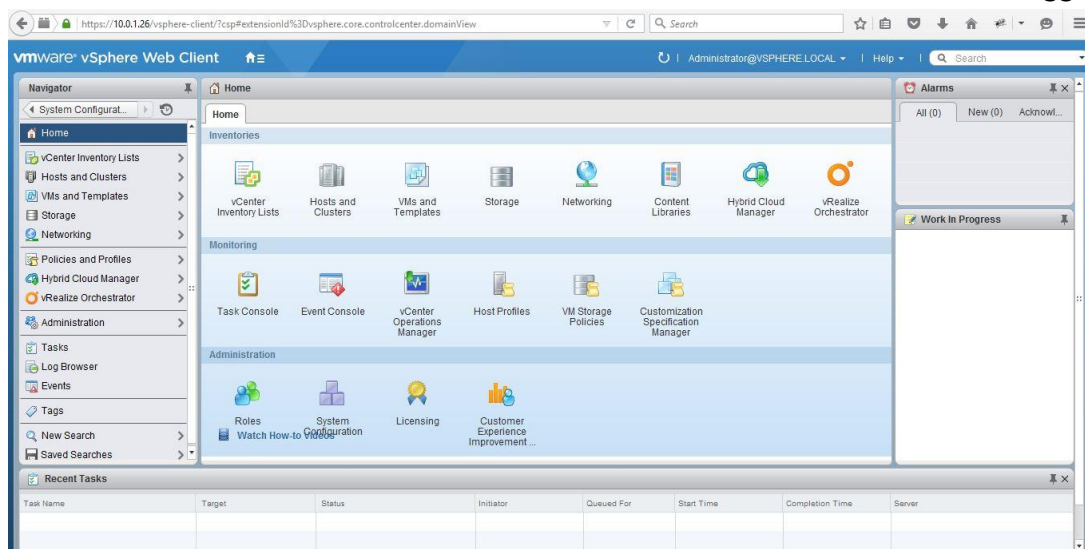 https://10.0.1.26/vsphere-client/?csp#extensionId%3Dvsphere.core.controlcenter.domainView
Search
vmware® vSphere Web Client
Administrator@VSPHERE.LOCAL
Help
Search
Navigator
System Configurat...
Home
vCenter Inventory Lists
Hosts and Clusters
VMs and Templates
Storage
Networking
Policies and Profiles
Hybrid Cloud Manager
vRealize Orchestrator
Administration
Tasks
Log Browser
Events
Tags
New Search
Saved Searches
Home
Home
Inventories
vCenter
Inventory Lists
Hosts and
Clusters
VMs and
Templates
Storage
Networking
Content
Libraries
Hybrid Cloud
Manager
vRealize
Orchestrator
Monitoring
Task Console
Event Console
vCenter
Operations
Manager
Host Profiles
VM Storage
Policies
Customization
Specification
Manager
Administration
Roles
System
Configuration
Licensing
Customer
Experience
Improvement ...
Watch How-to Videos
Alarms
All (0)
New (0)
Acknowl...
Work In Progress
Recent Tasks
Task Name
Target
Status
Initiator
Queued For
Start Time
Completion Time
Server